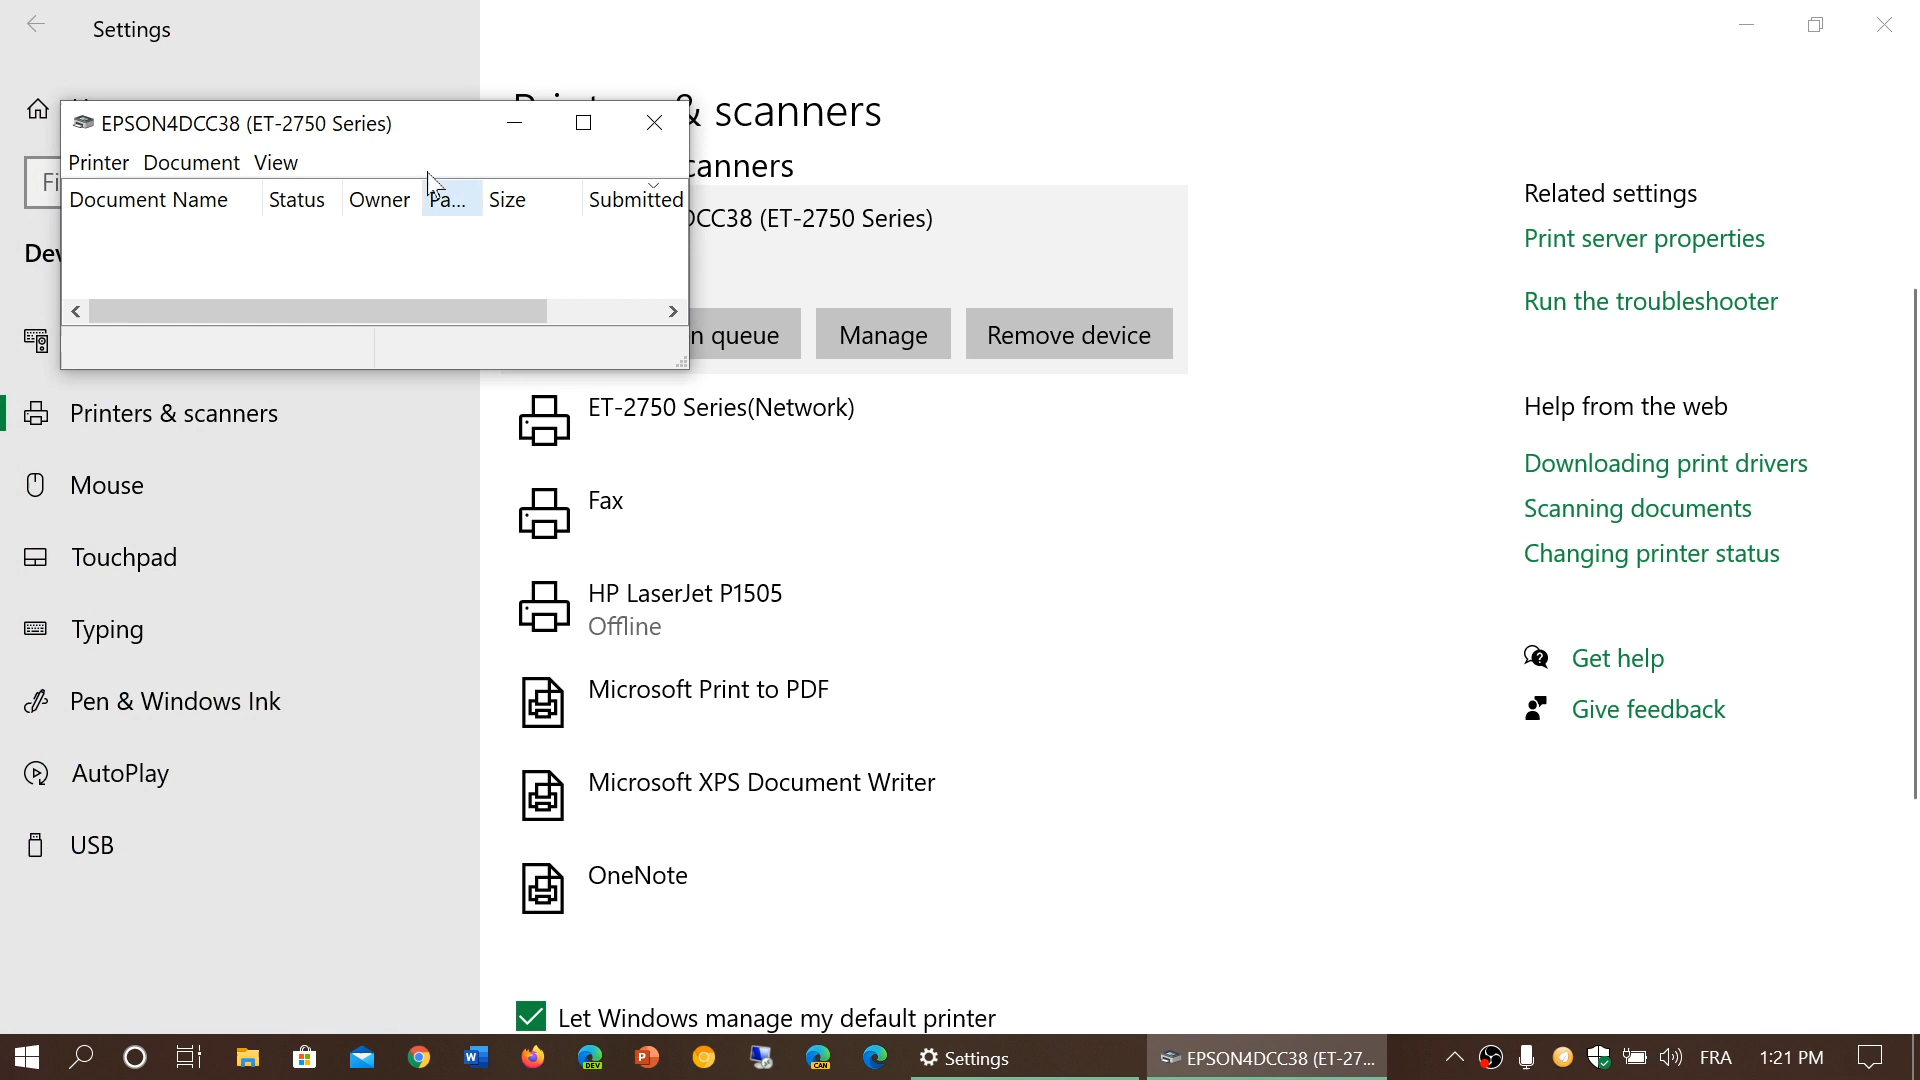 Settings
& scanners
EPSON4DCC38 (ET-2750 Series)
Printer Document View
Document Name Status Owner Pa... Size Submitted
DCC38 (ET-2750 Series)
queue Manage Remove device
Printers & scanners
Mouse
Touchpad
Typing
Pen & Windows Ink
AutoPlay
USB
ET-2750 Series(Network)
Fax
HP LaserJet P1505
Offline
Microsoft Print to PDF
Microsoft XPS Document Writer
OneNote
Let Windows manage my default printer
Related settings
Print server properties
Run the troubleshooter
Help from the web
Downloading print drivers
Scanning documents
Changing printer status
Get help
Give feedback
DEV
CAN
Settings
EPSON4DCC38 (ET-27...
FRA
1:21 PM